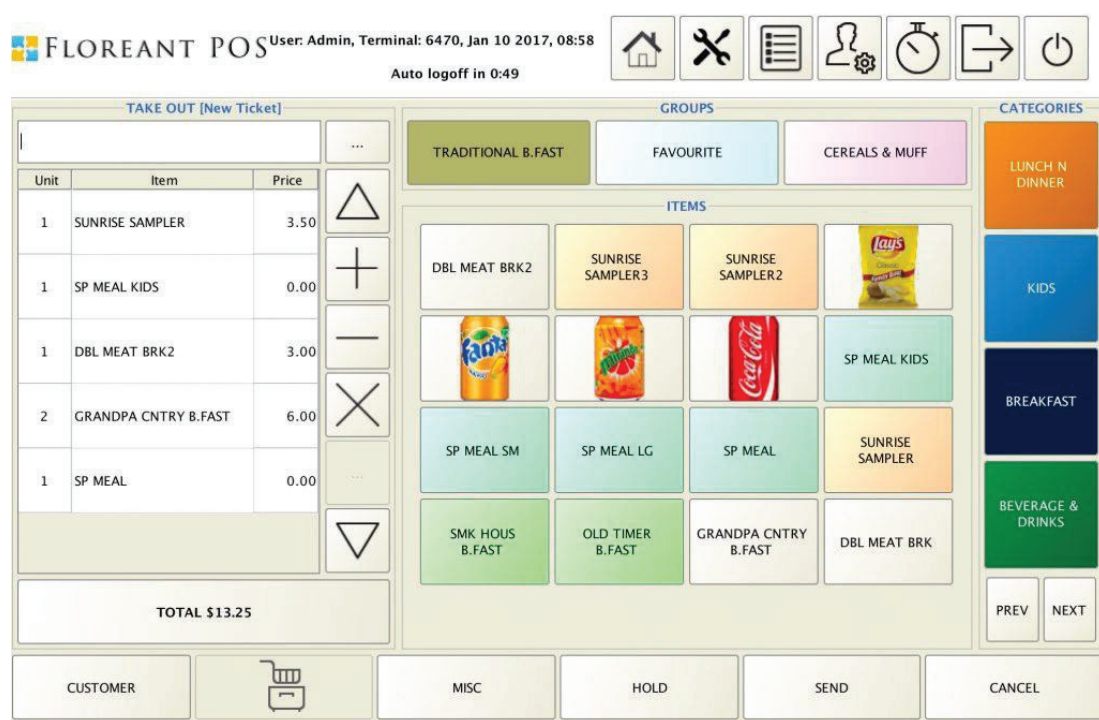 FLOREANT POS
User: Admin, Terminal: 6470, Jan 10 2017, 08:58
Auto logoff in 0:49
TAKE OUT [New Ticket]
...
Unit Item Price
1 SUNRISE SAMPLER 3.50
1 SP MEAL KIDS 0.00
1 DBL MEAT BRK2 3.00
2 GRANDPA CNTRY B.FAST 6.00
1 SP MEAL 0.00
...
TOTAL $13.25
GROUPS
TRADITIONAL B.FAST
FAVOURITE
CEREALS & MUFF
ITEMS
DBL MEAT BRK2
SUNRISE
SAMPLER3
SUNRISE
SAMPLER2
Lay's
Classic
Fanta
Mirinda
Coca-Cola
SP MEAL KIDS
SP MEAL SM
SP MEAL LG
SP MEAL
SUNRISE
SAMPLER
SMK HOUS
B.FAST
OLD TIMER
B.FAST
GRANDPA CNTRY
B.FAST
DBL MEAT BRK
CATEGORIES
LUNCH N
DINNER
KIDS
BREAKFAST
BEVERAGE &
DRINKS
PREV NEXT
CUSTOMER
MISC
HOLD
SEND
CANCEL